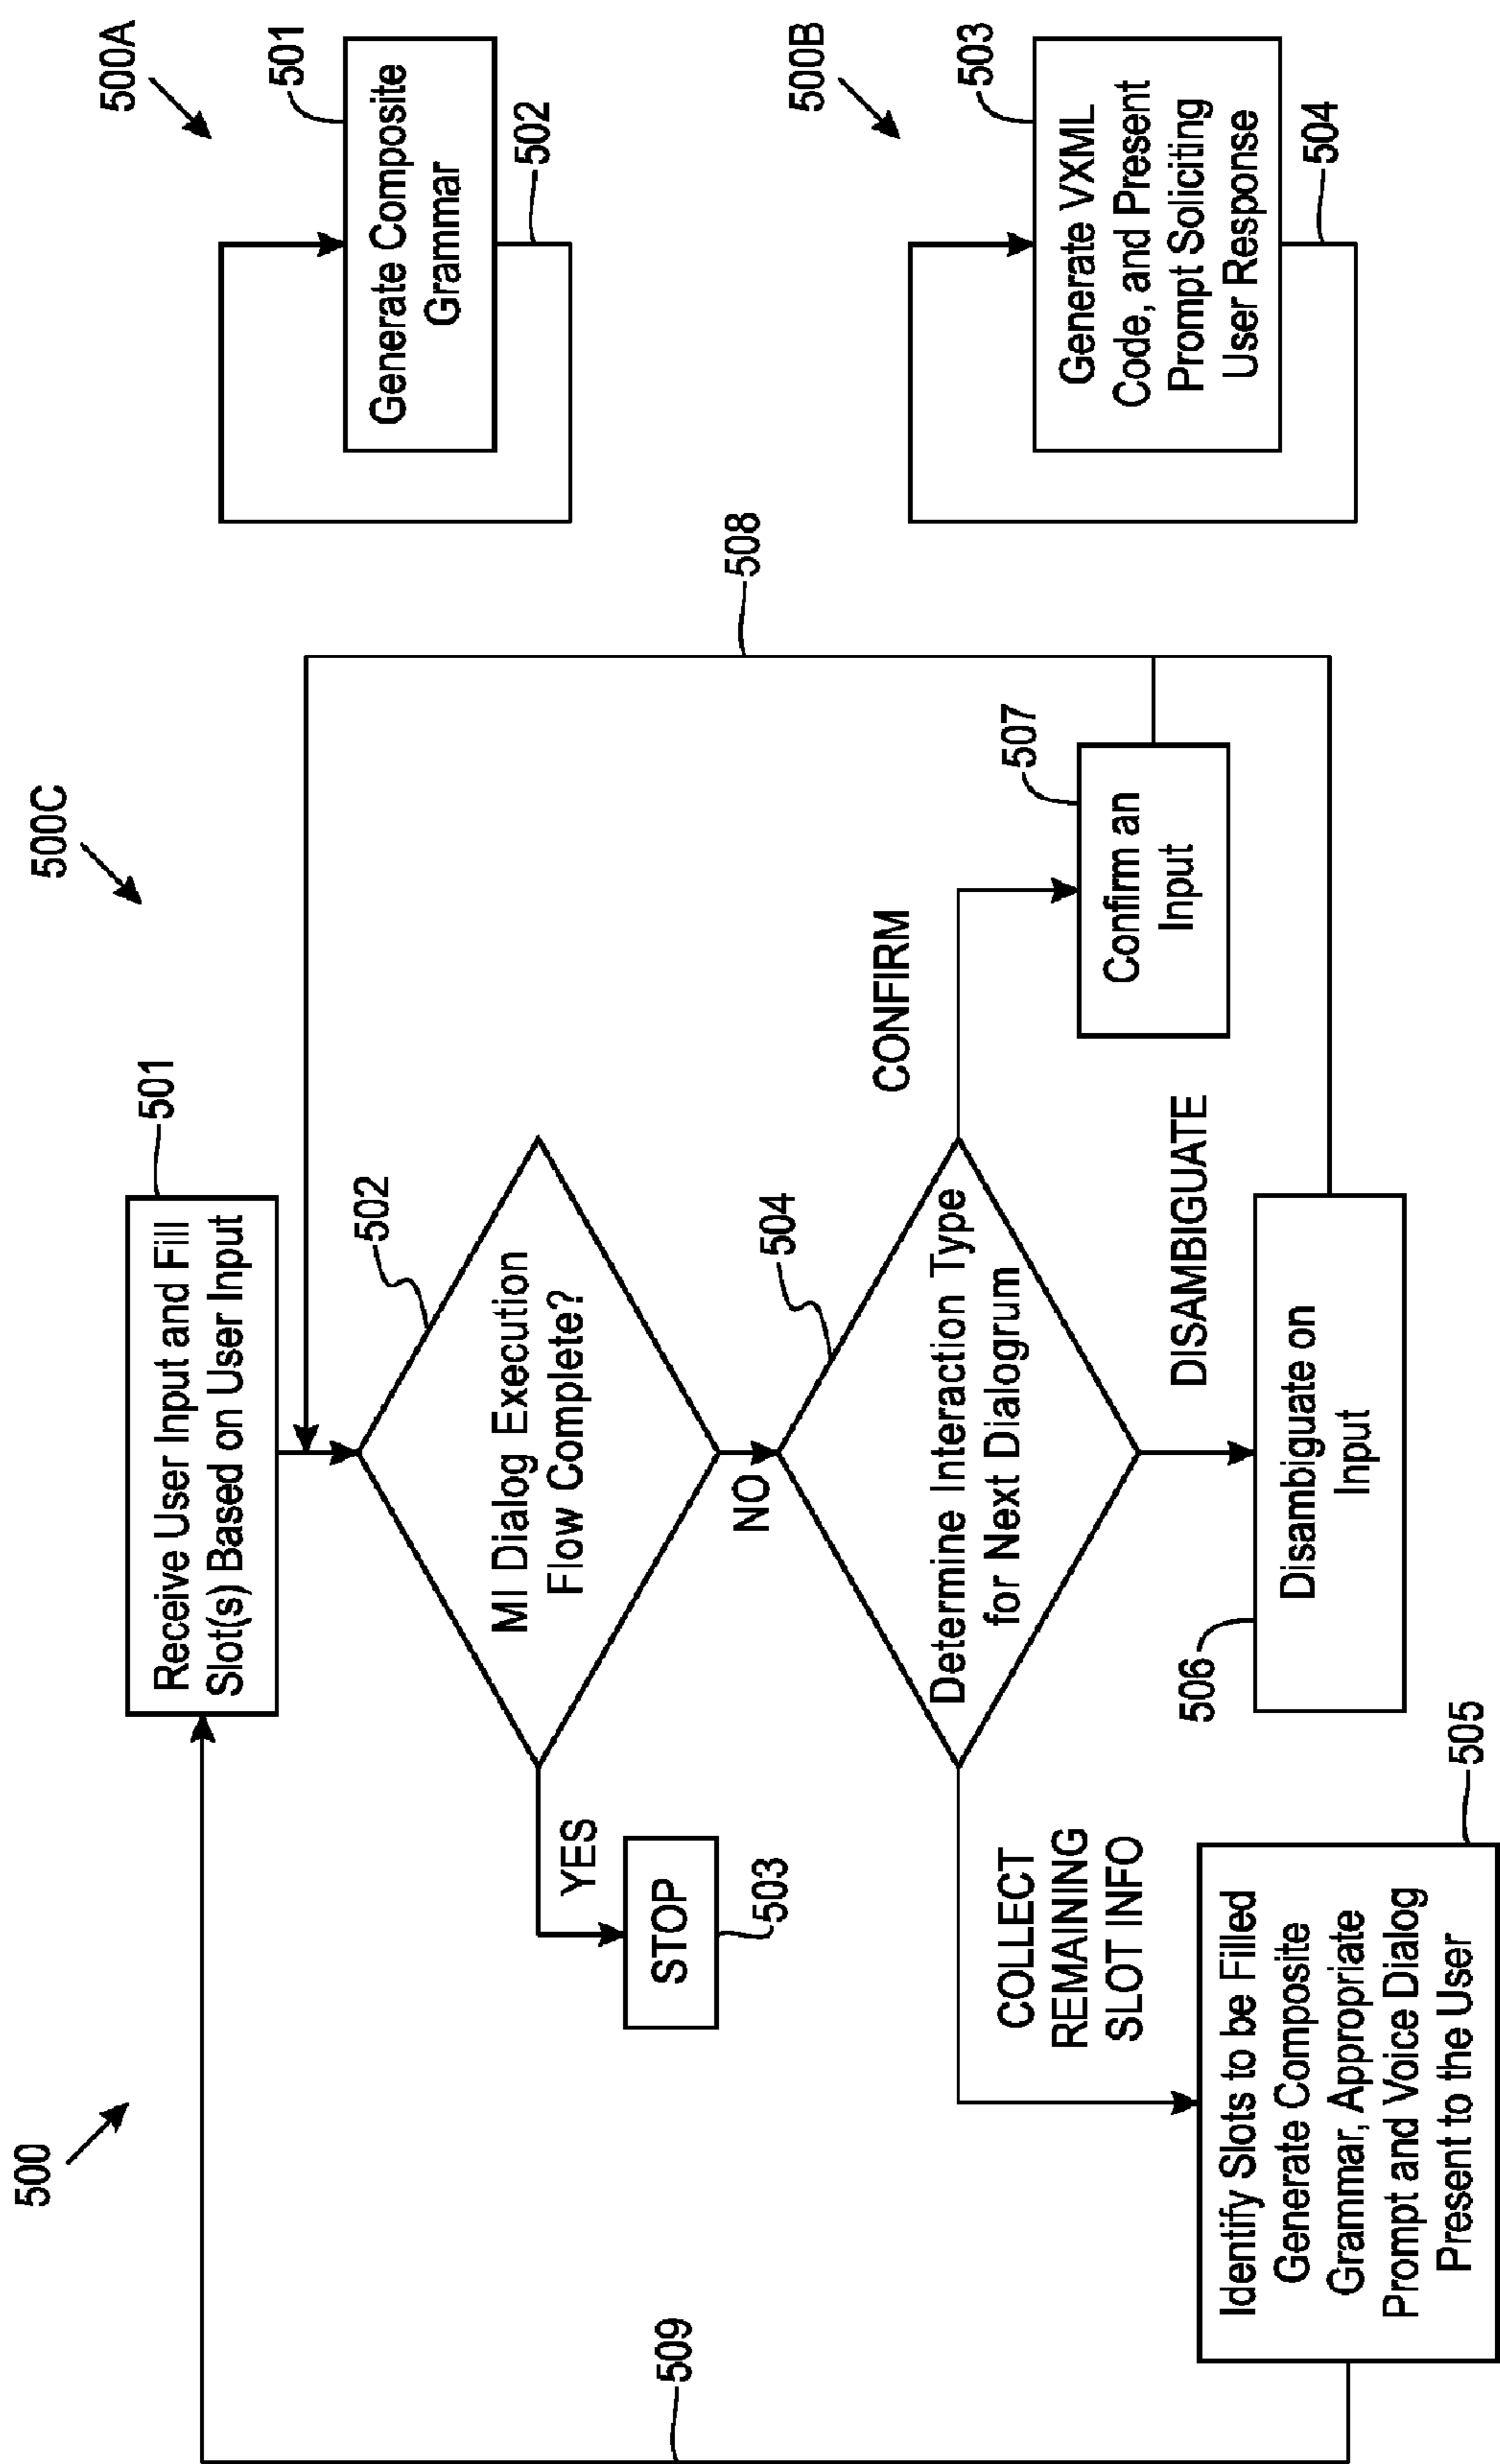 500
500C
500A
501
Generate Composite
Grammar
502
500B
503
Generate VXML
Code, and Present
Prompt Soliciting
User Response
504
501
Receive User Input and Fill
Slot(s) Based on User Input
508
502
MI Dialog Execution
Flow Complete?
YES
STOP
503
NO
504
Determine Interaction Type
for Next Dialogrum
CONFIRM
507
Confirm an
Input
DISAMBIGUATE
506
Disambiguate on
Input
COLLECT
REMAINING
SLOT INFO
505
Identify Slots to be Filled
Generate Composite
Grammar, Appropriate
Prompt and Voice Dialog
Present to the User
509